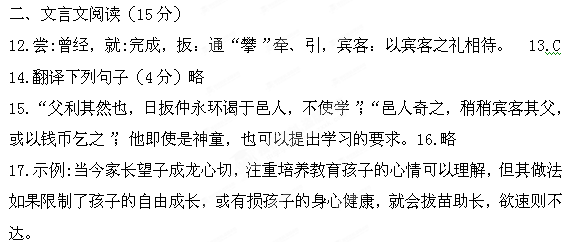 二、文言文阅读（15分）
12.尝:曾经，就:完成，扳：通“攀”牵、引，宾客：以宾客之礼相待。 13.C
14.翻译下列句子（4分）略
15.“父利其然也，日扳仲永环谒于邑人，不使学”；“邑人奇之，稍稍宾客其父，
或以钱币乞之”；他即使是神童，也可以提出学习的要求。16.略
17.示例:当今家长望子成龙心切，注重培养教育孩子的心情可以理解，但其做法
如果限制了孩子的自由成长，或有损孩子的身心健康，就会拔苗助长，欲速则不
达。